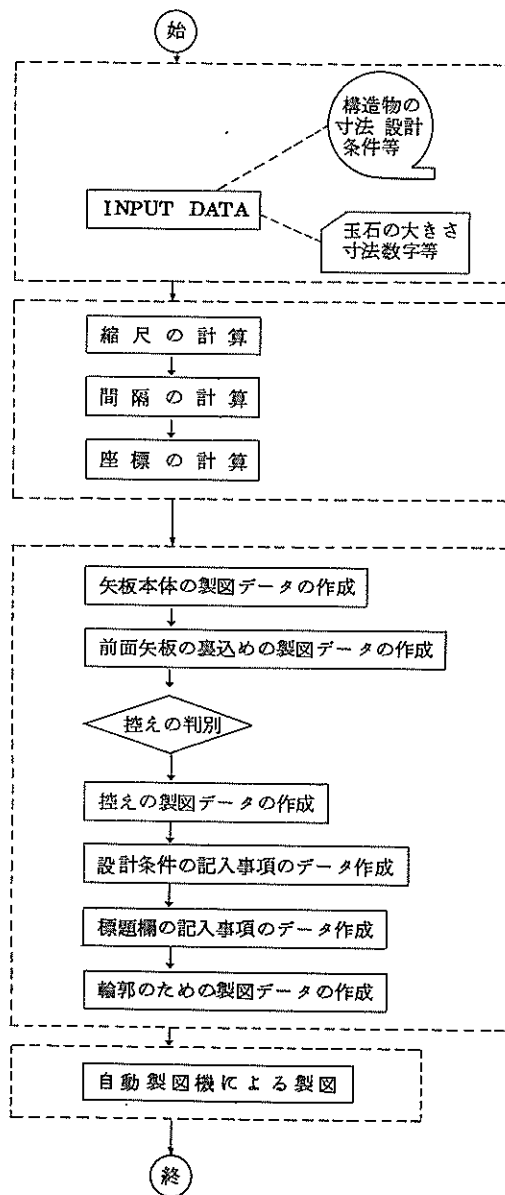 始
構造物の
寸法 設計
条件等
INPUT DATA
玉石の大きさ
寸法数字等
縮尺の計算
間隔の計算
座標の計算
矢板本体の製図データの作成
前面矢板の裏込めの製図データの作成
控えの判別
控えの製図データの作成
設計条件の記入事項のデータ作成
標題欄の記入事項のデータ作成
輪郭のための製図データの作成
自動製図機による製図
終